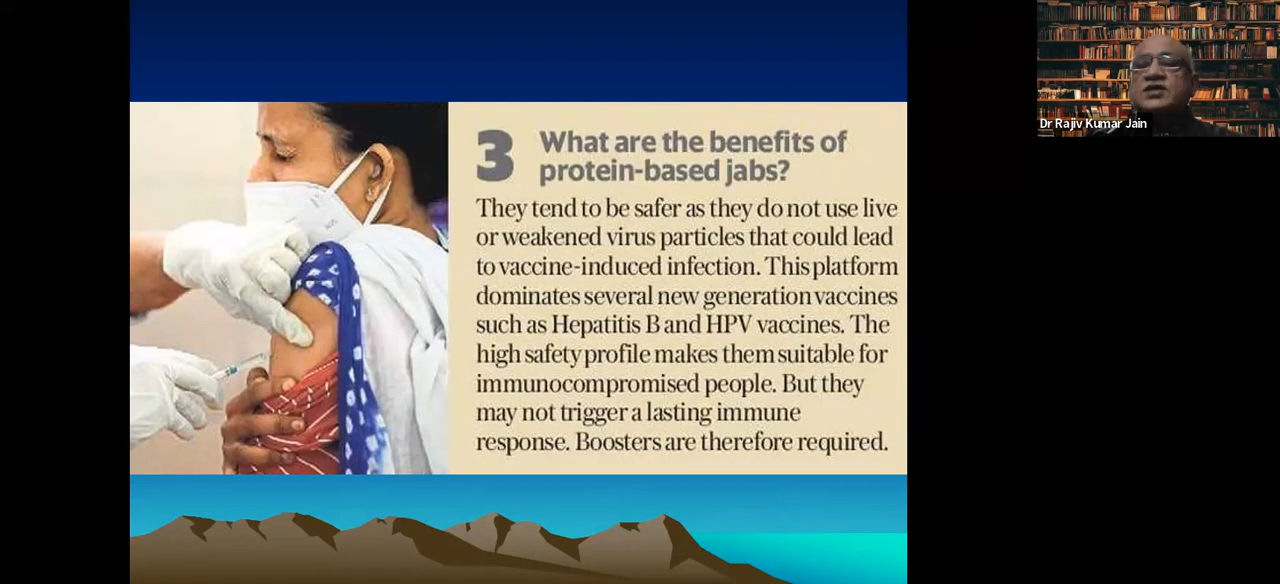 3 What are the benefits of
protein-based jabs?
They tend to be safer as they do not use live
or weakened virus particles that could lead
to vaccine-induced infection. This platform
dominates several new generation vaccines
such as Hepatitis B and HPV vaccines. The
high safety profile makes them suitable for
immunocompromised people. But they
may not trigger a lasting immune
response. Boosters are therefore required.
Dr Rajiv Kumar Jain